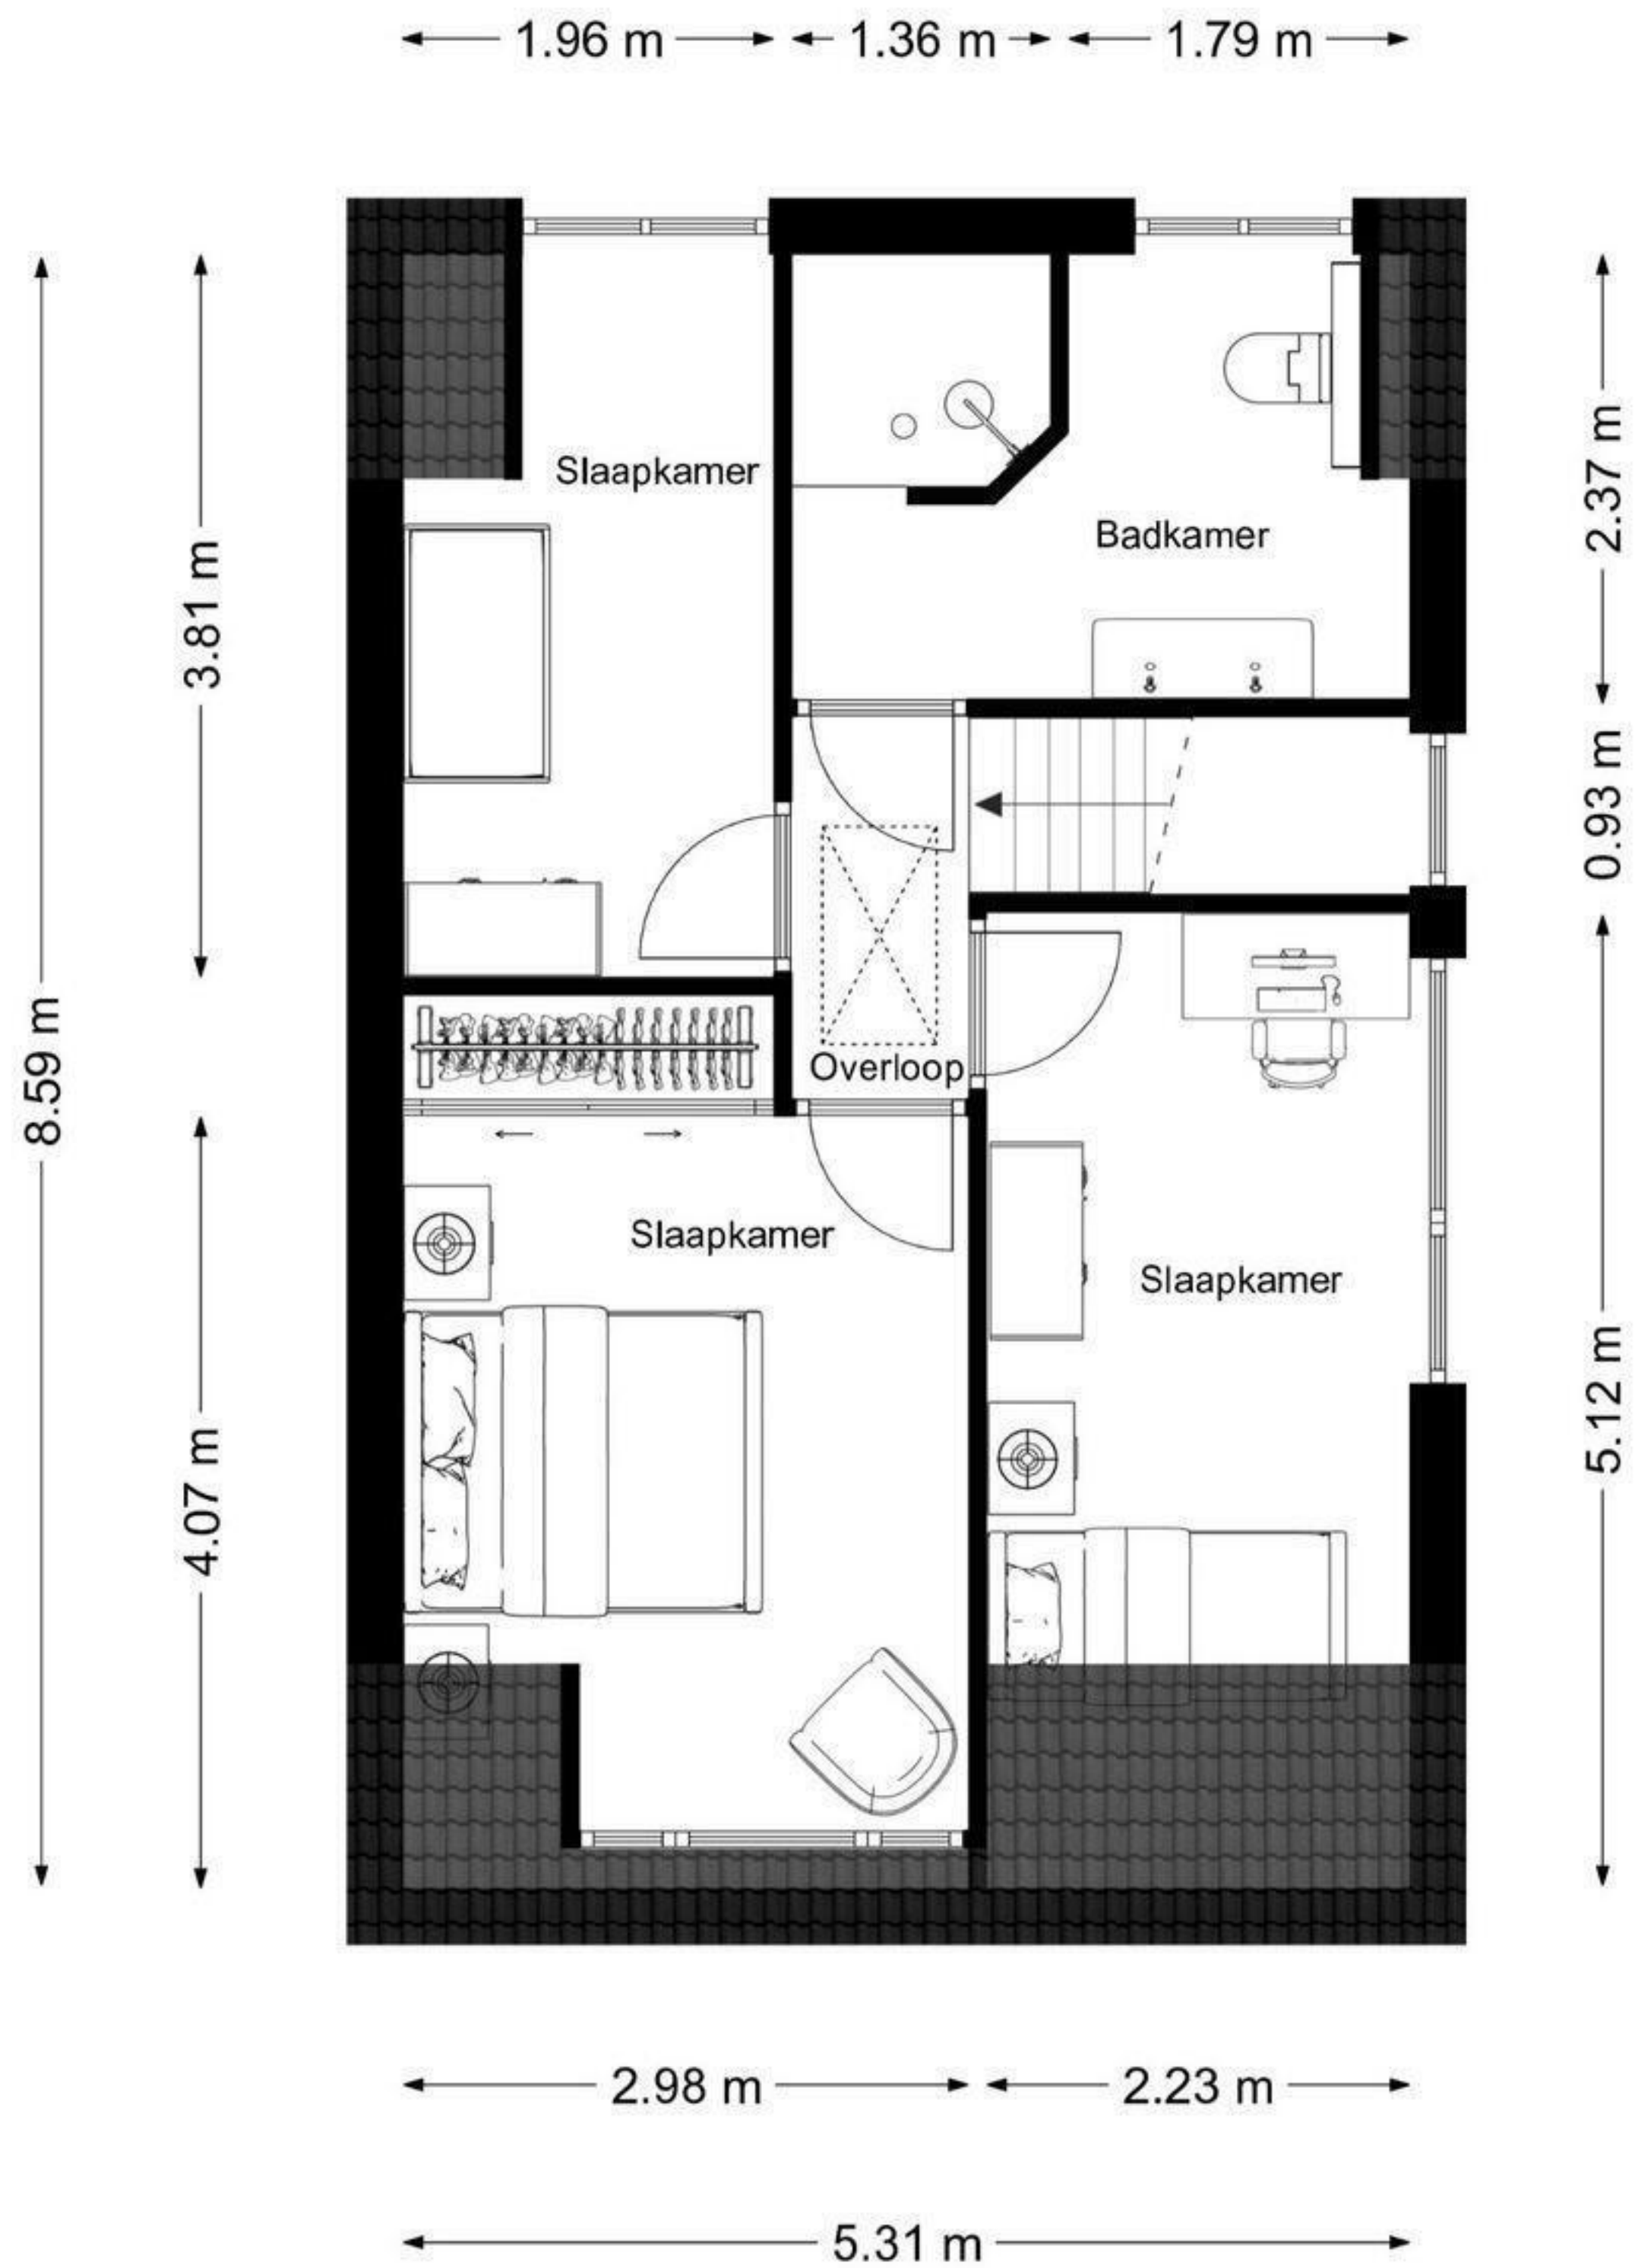 1.96 m
1.36 m
1.79 m
Slaapkamer
Badkamer
2.37 m
3.81 m
0.93 m
8.59 m
Overloop
Slaapkamer
Slaapkamer
5.12 m
4.07 m
2.98 m
2.23 m
5.31 m